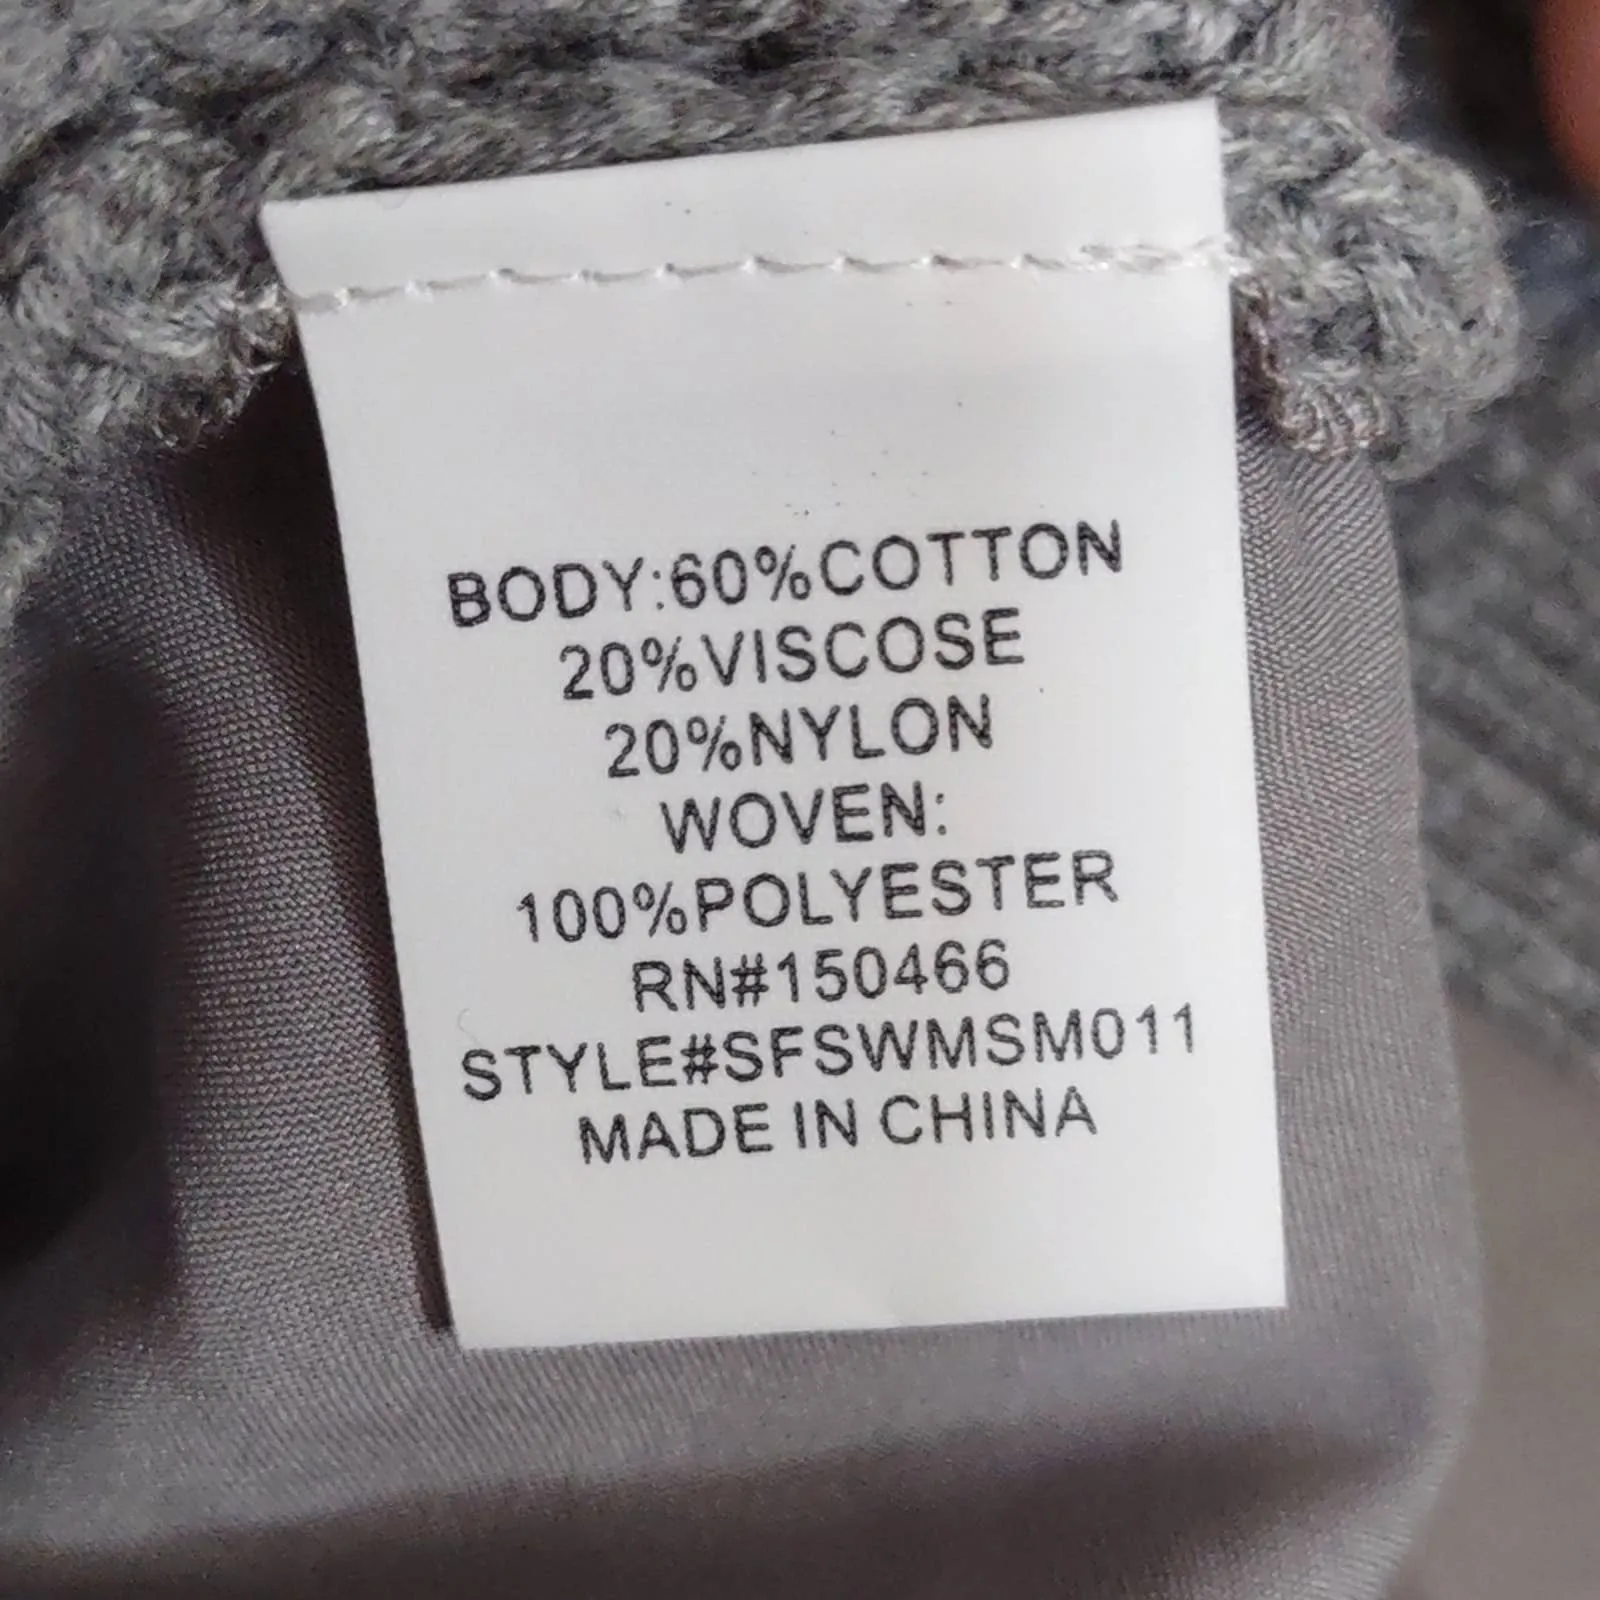 BODY:60%COTTON
20%VISCOSE
20%NYLON
WOVEN:
100%POLYESTER
RN#150466
STYLE#SFSWMSM011
MADE IN CHINA